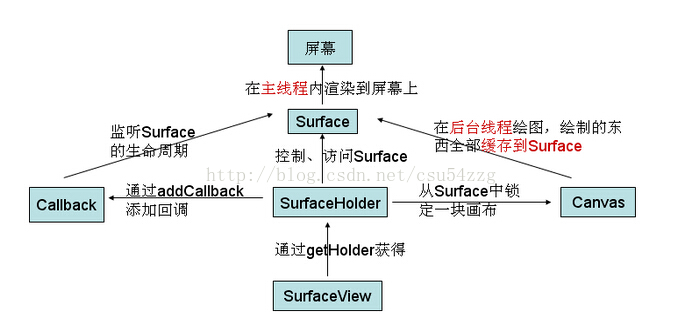 屏幕
在主线程内渲染到屏幕上
Surface
监听Surface
的生命周期
控制、访问Surface
在后台线程绘图，绘制的东
西全部缓存到Surface
http://blog.csdn.net/csu54zzg
Callback
通过addCallback
添加回调
SurfaceHolder
从Surface中锁
定一块画布
Canvas
通过getHolder获得
SurfaceView